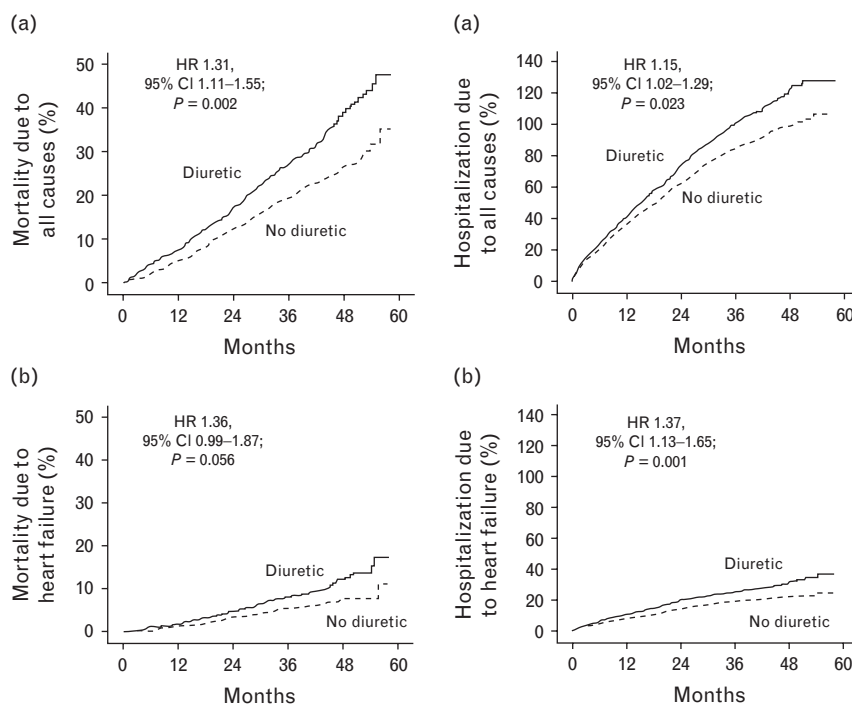 (a)
Mortality due to
all causes (%)
50
40
30
20
10
0
HR 1.31,
95% CI 1.11–1.55;
P = 0.002
Diuretic
No diuretic
0 12 24 36 48 60
Months
(a)
Hospitalization due
to all causes (%)
140
120
100
80
60
40
20
0
HR 1.15,
95% CI 1.02–1.29;
P = 0.023
Diuretic
No diuretic
0 12 24 36 48 60
Months
(b)
Mortality due to
heart failure (%)
50
40
30
20
10
0
HR 1.36,
95% CI 0.99–1.87;
P = 0.056
Diuretic
No diuretic
0 12 24 36 48 60
Months
(b)
Hospitalization due
to heart failure (%)
140
120
100
80
60
40
20
0
HR 1.37,
95% CI 1.13–1.65;
P = 0.001
Diuretic
No diuretic
0 12 24 36 48 60
Months